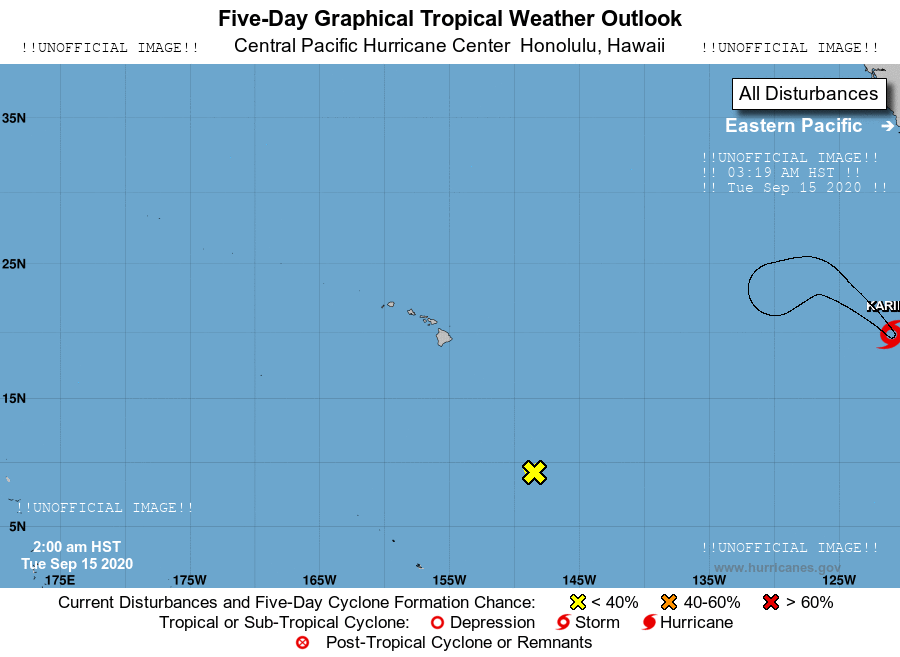 Five-Day Graphical Tropical Weather Outlook
!!UNOFFICIAL IMAGE!! Central Pacific Hurricane Center Honolulu, Hawaii !!UNOFFICIAL IMAGE!!
All Disturbances
35N
Eastern Pacific
!!UNOFFICIAL IMAGE!!
!! 03:19 AM HST !!
!! Tue Sep 15 2020 !!
25N
KARI
15N
!!UNOFFICIAL IMAGE!!
5N
2:00 am HST
Tue Sep 15 2020
!!UNOFFICIAL IMAGE!!
www.hurricanes.gov
175E 175W 165W 155W 145W 135W 125W
Current Disturbances and Five-Day Cyclone Formation Chance: < 40% 40-60% > 60%
Tropical or Sub-Tropical Cyclone: Depression Storm Hurricane
Post-Tropical Cyclone or Remnants